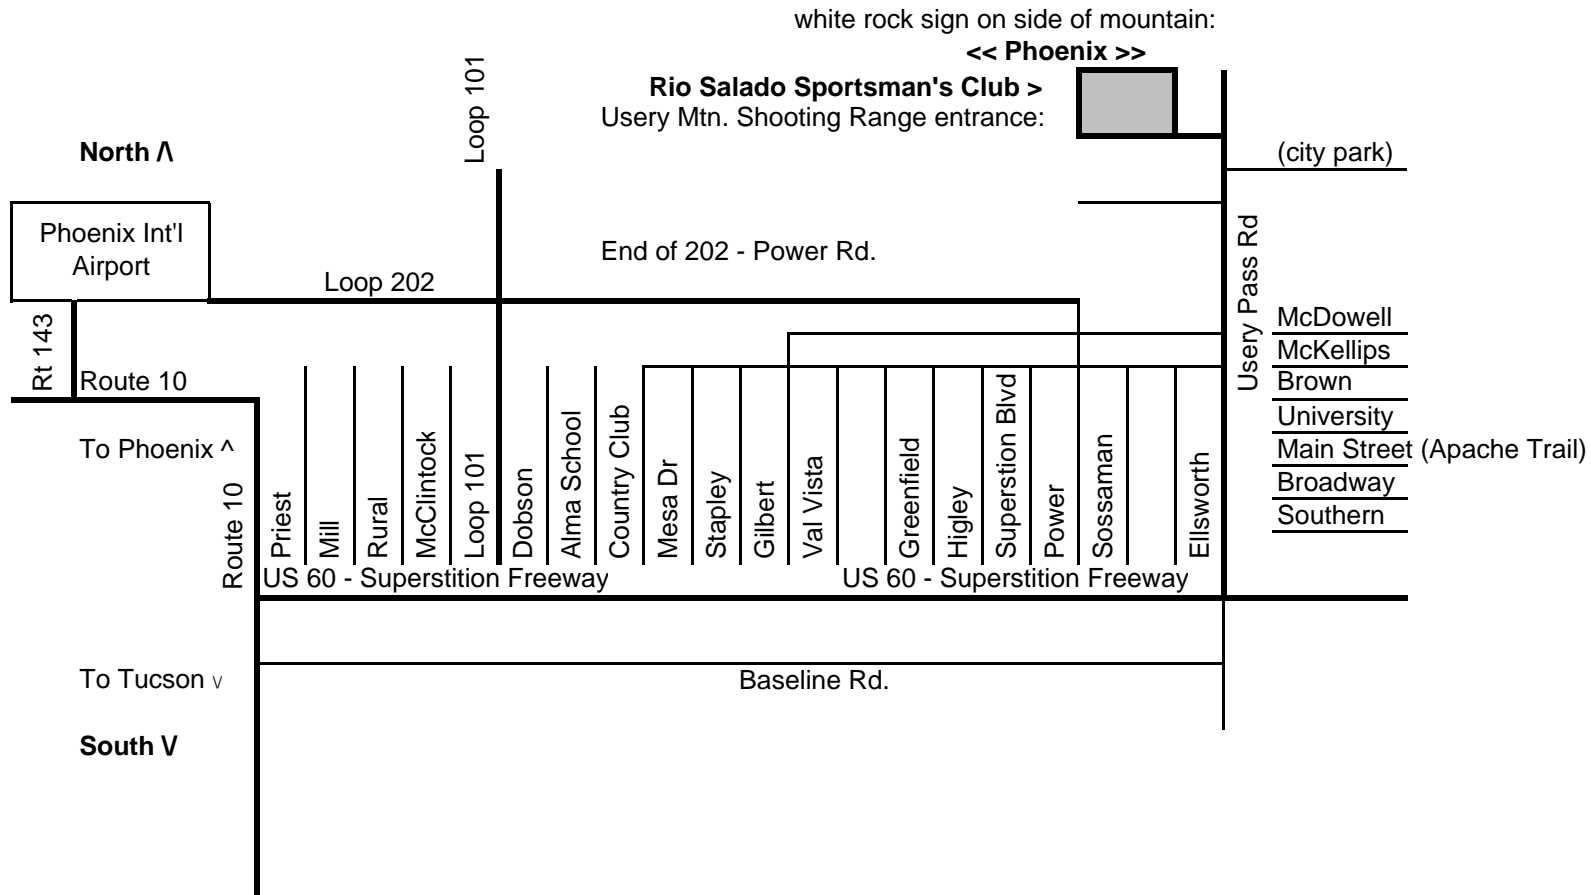 white rock sign on side of mountain:
<< Phoenix >>
Rio Salado Sportsman's Club >
Usery Mtn. Shooting Range entrance:
Loop 101
North /\
(city park)
Phoenix Int'l
Airport
End of 202 - Power Rd.
Loop 202
Usery Pass Rd
Rt 143
Route 10
McDowell
McKellips
Brown
University
Main Street (Apache Trail)
Broadway
Southern
To Phoenix ^
Route 10
Priest
Mill
Rural
McClintock
Loop 101
Dobson
Alma School
Country Club
Mesa Dr
Stapley
Gilbert
Val Vista
Greenfield
Higley
Superstion Blvd
Power
Sossaman
Ellsworth
US 60 - Superstition Freeway
US 60 - Superstition Freeway
To Tucson v
Baseline Rd.
South \/